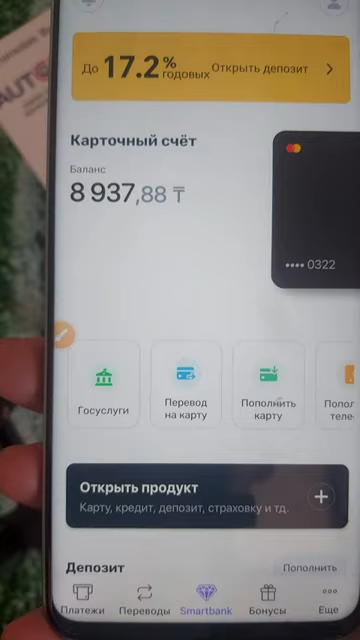 До 17.2% годовых Открыть депозит
Карточный счёт
Баланс
8 937,88 ₸
•••• 0322
Госуслуги
Перевод
на карту
Пополнить
карту
Открыть продукт
Карту, кредит, депозит, страховку и тд.
Депозит
Пополнить
Платежи Переводы Smartbank Бонусы Еще